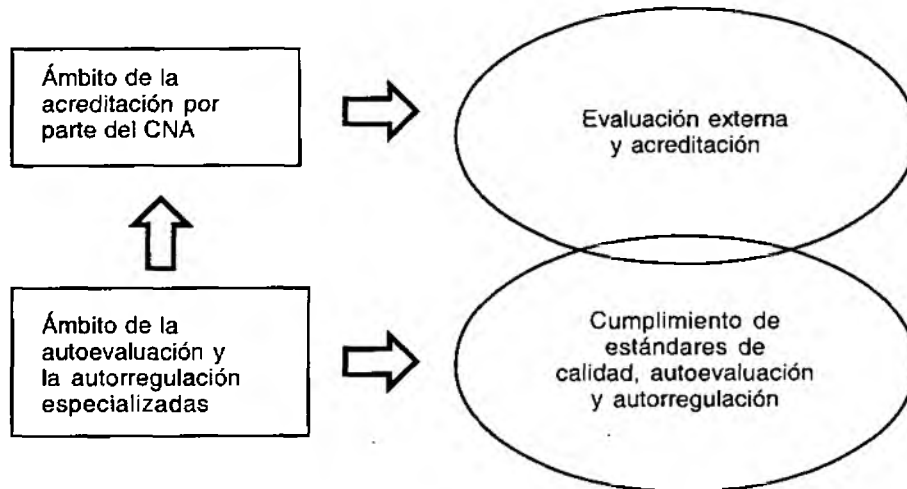 Ámbito de la
acreditación por
parte del CNA
Evaluación externa
y acreditación
Ámbito de la
autoevaluación y
la autorregulación
especializadas
Cumplimiento de
estándares de
calidad, autoevaluación
y autorregulación